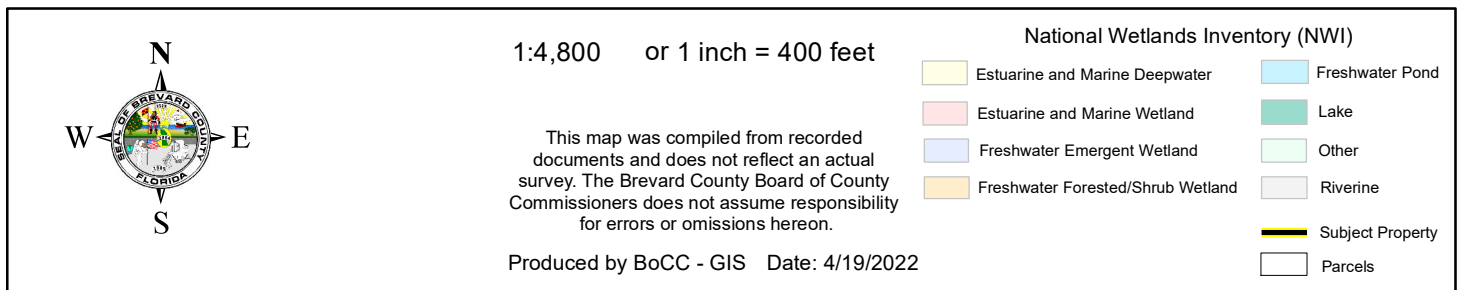 N
W
E
S
SEAL OF BREVARD COUNTY
FLORIDA
1:4,800 or 1 inch = 400 feet
This map was compiled from recorded
documents and does not reflect an actual
survey. The Brevard County Board of County
Commissioners does not assume responsibility
for errors or omissions hereon.
Produced by BoCC - GIS Date: 4/19/2022
National Wetlands Inventory (NWI)
Estuarine and Marine Deepwater
Estuarine and Marine Wetland
Freshwater Emergent Wetland
Freshwater Forested/Shrub Wetland
Freshwater Pond
Lake
Other
Riverine
Subject Property
Parcels